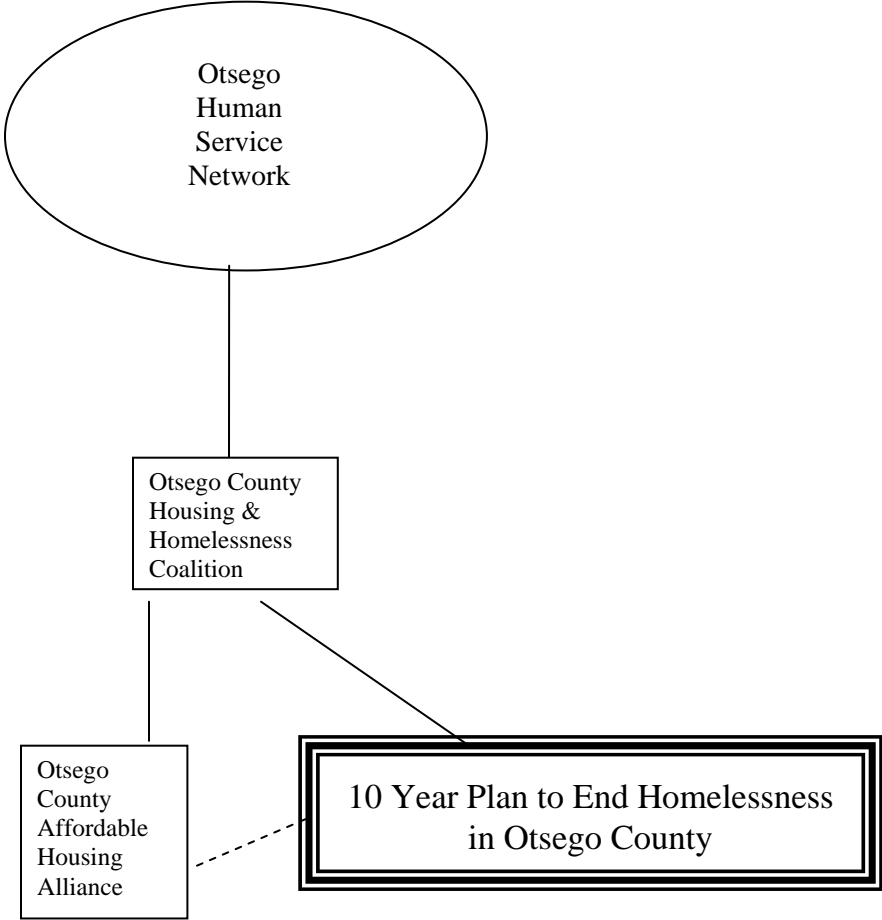 Otsego
Human
Service
Network
Otsego County
Housing &
Homelessness
Coalition
Otsego
County
Affordable
Housing
Alliance
10 Year Plan to End Homelessness
in Otsego County